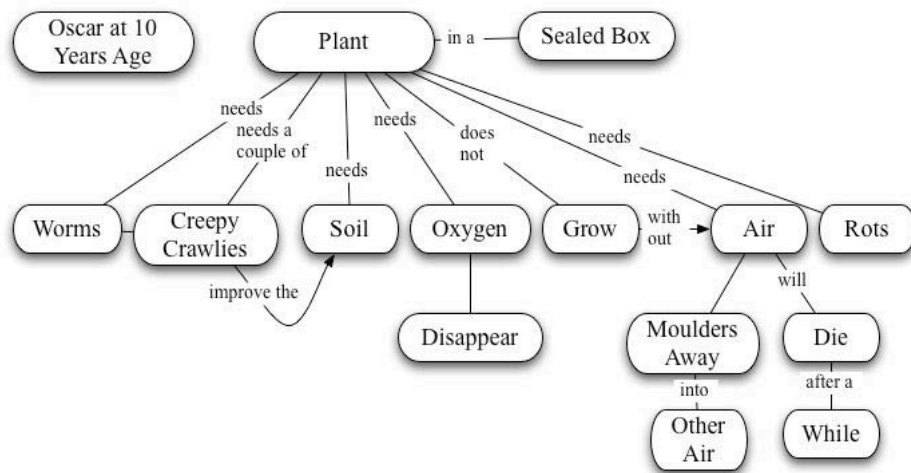 Oscar at 10
Years Age
Plant
in a
Sealed Box
needs
needs a
couple of
needs
needs
does
not
needs
needs
Worms
Creepy
Crawlies
Soil
Oxygen
Grow
with
out
Air
Rots
improve the
will
Disappear
Moulders
Away
Die
into
after a
Other
Air
While